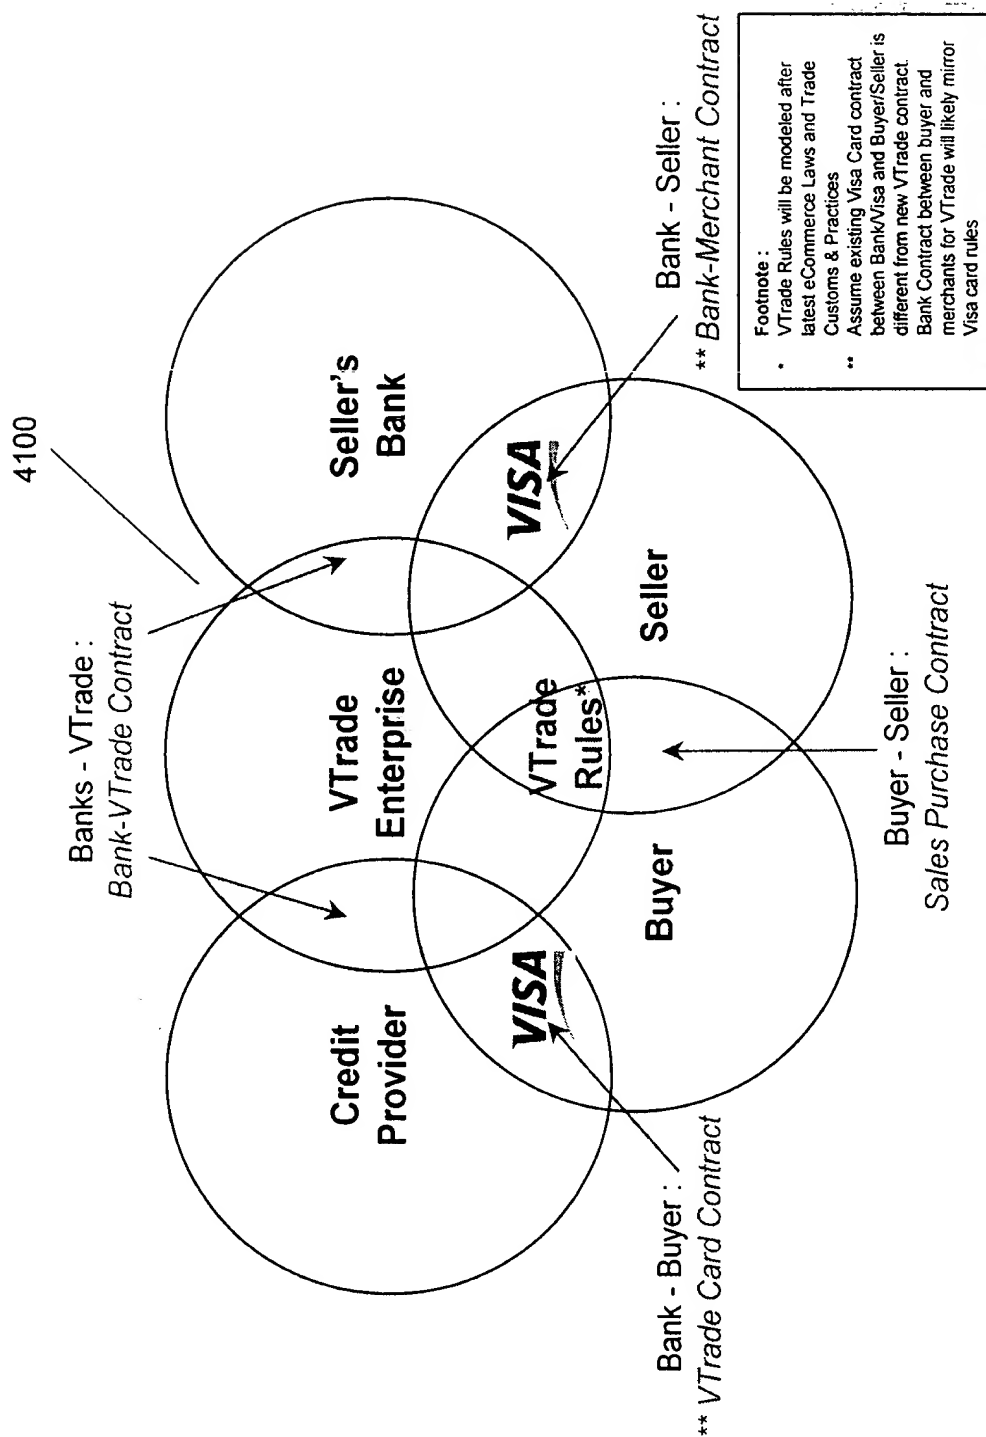 4100
Banks - VTrade :
Bank-VTrade Contract
Credit
Provider
VTrade
Enterprise
Seller's
Bank
VISA
VISA
VTrade
Rules*
Buyer
Seller
Bank - Buyer :
** VTrade Card Contract
Buyer - Seller :
Sales Purchase Contract
Bank - Seller :
** Bank-Merchant Contract
Footnote :
* VTrade Rules will be modeled after
latest eCommerce Laws and Trade
Customs & Practices
** Assume existing Visa Card contract
between Bank/Visa and Buyer/Seller is
different from new VTrade contract.
Bank Contract between buyer and
merchants for VTrade will likely mirror
Visa card rules